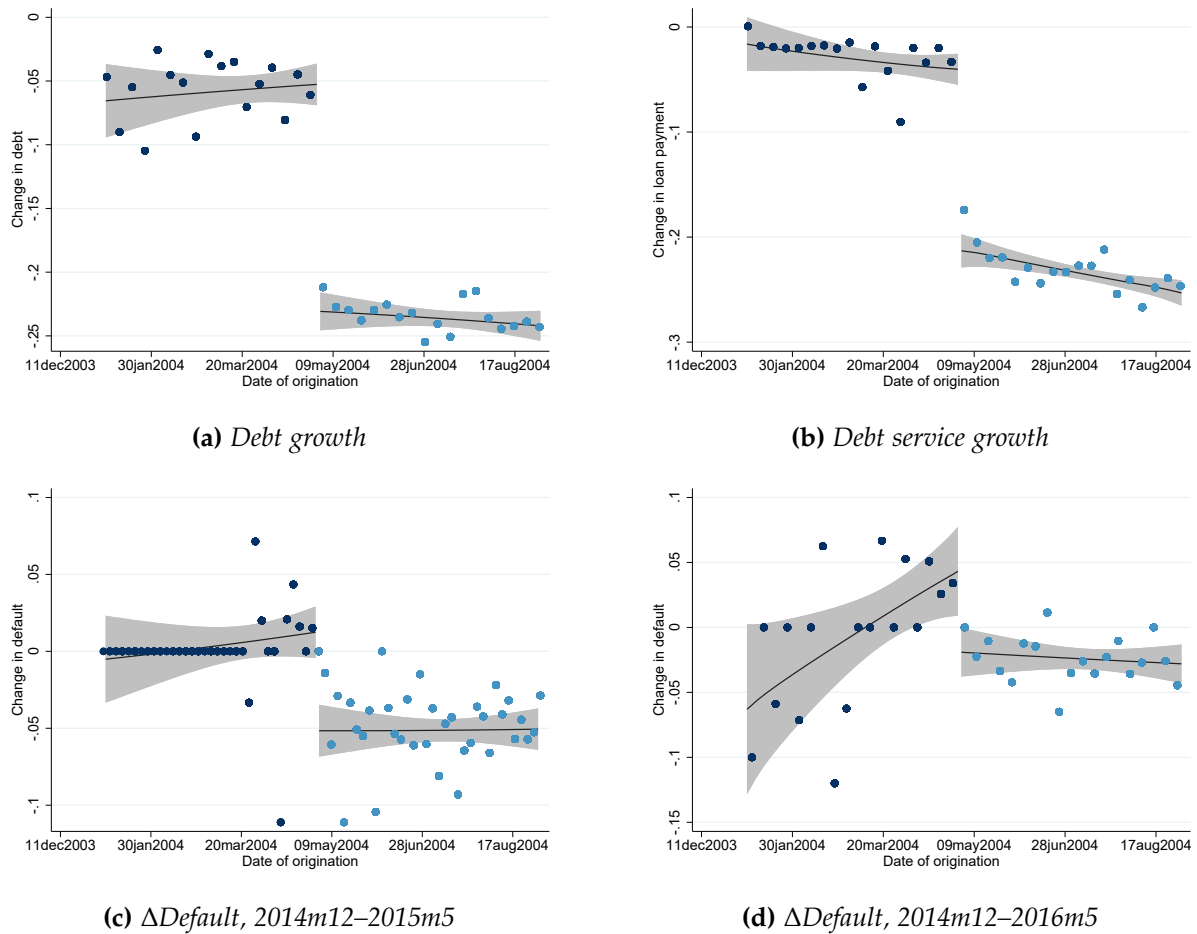 Change in debt
0
-.05
-.1
-.15
-.2
-.25
11dec2003 30jan2004 20mar2004 09may2004 28jun2004 17aug2004
Date of origination
(a) Debt growth
Change in loan payment
0
-.1
-.2
-.3
11dec2003 30jan2004 20mar2004 09may2004 28jun2004 17aug2004
Date of origination
(b) Debt service growth
Change in default
.1
.05
0
-.05
-.1
11dec2003 30jan2004 20mar2004 09may2004 28jun2004 17aug2004
Date of origination
(c) ΔDefault, 2014m12–2015m5
Change in default
.1
.05
0
-.05
-.1
-.15
11dec2003 30jan2004 20mar2004 09may2004 28jun2004 17aug2004
Date of origination
(d) ΔDefault, 2014m12–2016m5